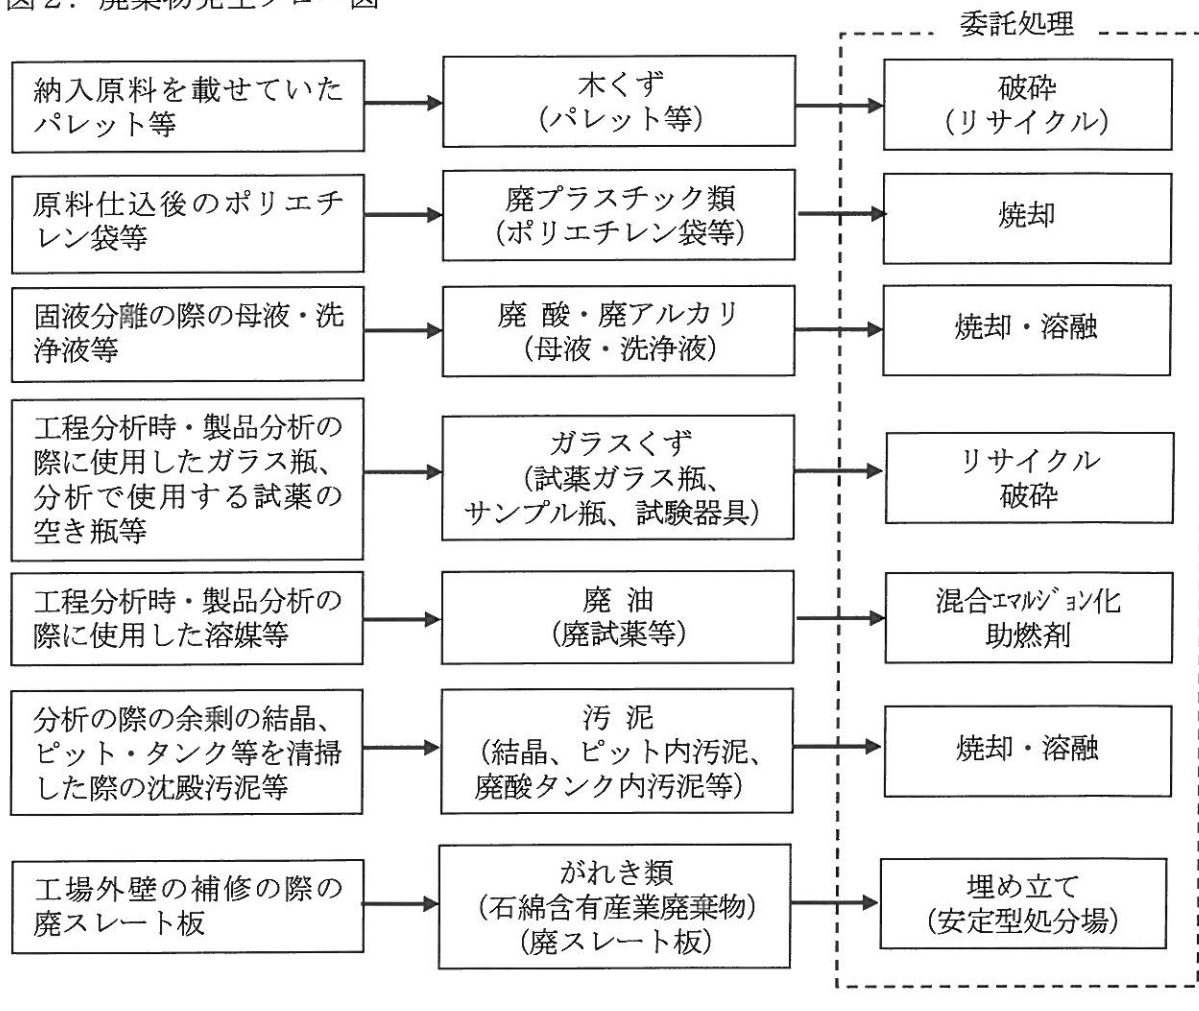 図2．廃棄物発生フロー図
委託処理
納入原料を載せていた
パレット等
木くず
（パレット等）
破砕
（リサイクル）
原料仕込後のポリエチ
レン袋等
廃プラスチック類
（ポリエチレン袋等）
焼却
固液分離の際の母液・洗
浄液等
廃 酸・廃アルカリ
（母液・洗浄液）
焼却・溶融
工程分析時・製品分析の
際に使用したガラス瓶、
分析で使用する試薬の
空き瓶等
ガラスくず
（試薬ガラス瓶、
サンプル瓶、試験器具）
リサイクル
破砕
工程分析時・製品分析の
際に使用した溶媒等
廃 油
（廃試薬等）
混合ｴﾏﾙｼﾞｮﾝ化
助燃剤
分析の際の余剰の結晶、
ピット・タンク等を清掃
した際の沈殿汚泥等
汚 泥
（結晶、ピット内汚泥、
廃酸タンク内汚泥等）
焼却・溶融
工場外壁の補修の際の
廃スレート板
がれき類
（石綿含有産業廃棄物）
（廃スレート板）
埋め立て
（安定型処分場）